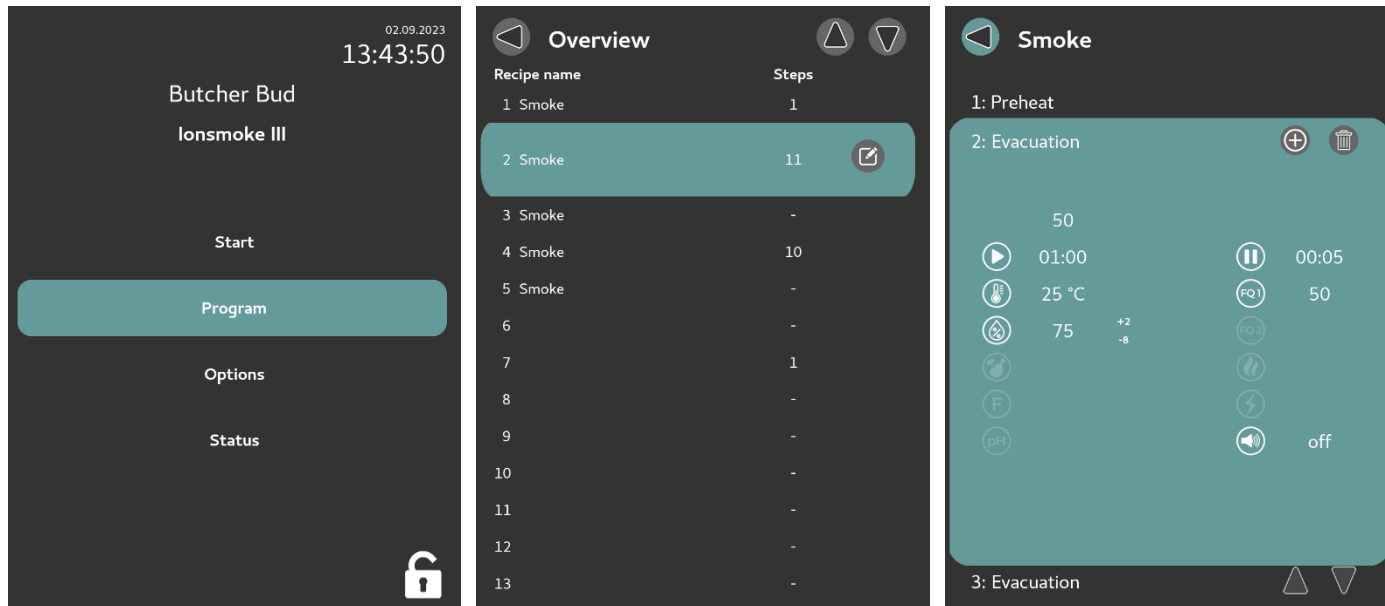 02.09.2023
13:43:50
Butcher Bud
Ionsmoke III
Start
Program
Options
Status
Overview
Recipe name Steps
1 Smoke 1
2 Smoke 11
3 Smoke -
4 Smoke 10
5 Smoke -
6 -
7 1
8 -
9 -
10 -
11 -
12 -
13 -
Smoke
1: Preheat
2: Evacuation
50
01:00 00:05
25 °C FQ1 50
% 75 +2 -8 FQ2
F
pH off
3: Evacuation